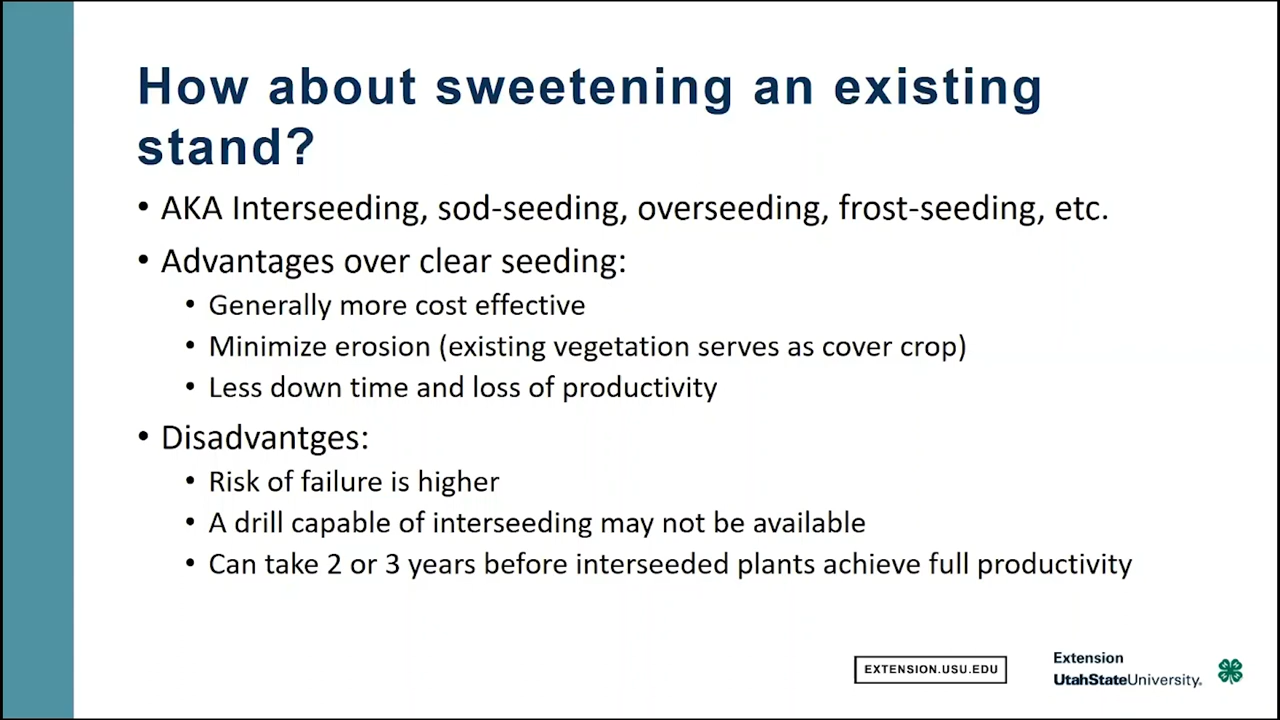 How about sweetening an existing
stand?
• AKA Interseeding, sod-seeding, overseeding, frost-seeding, etc.
• Advantages over clear seeding:
• Generally more cost effective
• Minimize erosion (existing vegetation serves as cover crop)
• Less down time and loss of productivity
• Disadvantges:
• Risk of failure is higher
• A drill capable of interseeding may not be available
• Can take 2 or 3 years before interseeded plants achieve full productivity
EXTENSION.USU.EDU
Extension
UtahStateUniversity.